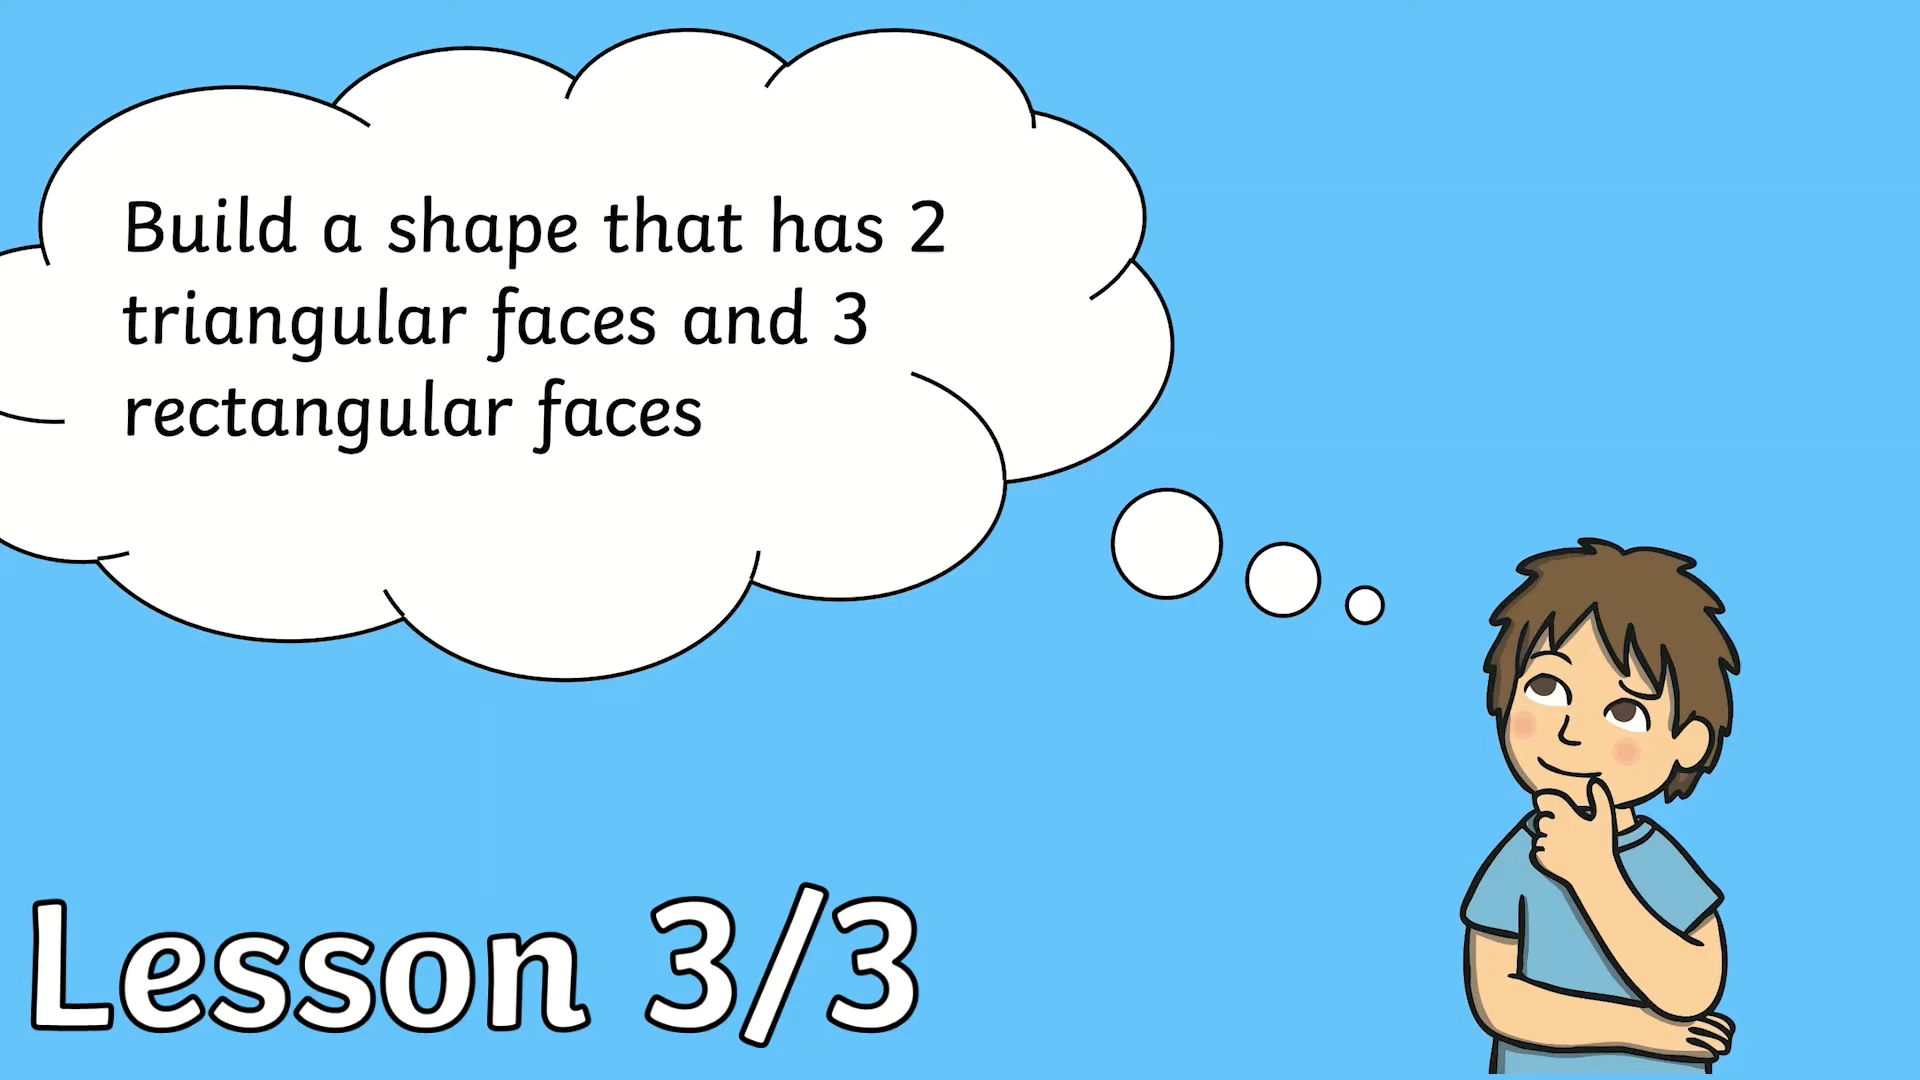 Build a shape that has 2
triangular faces and 3
rectangular faces
Lesson 3/3